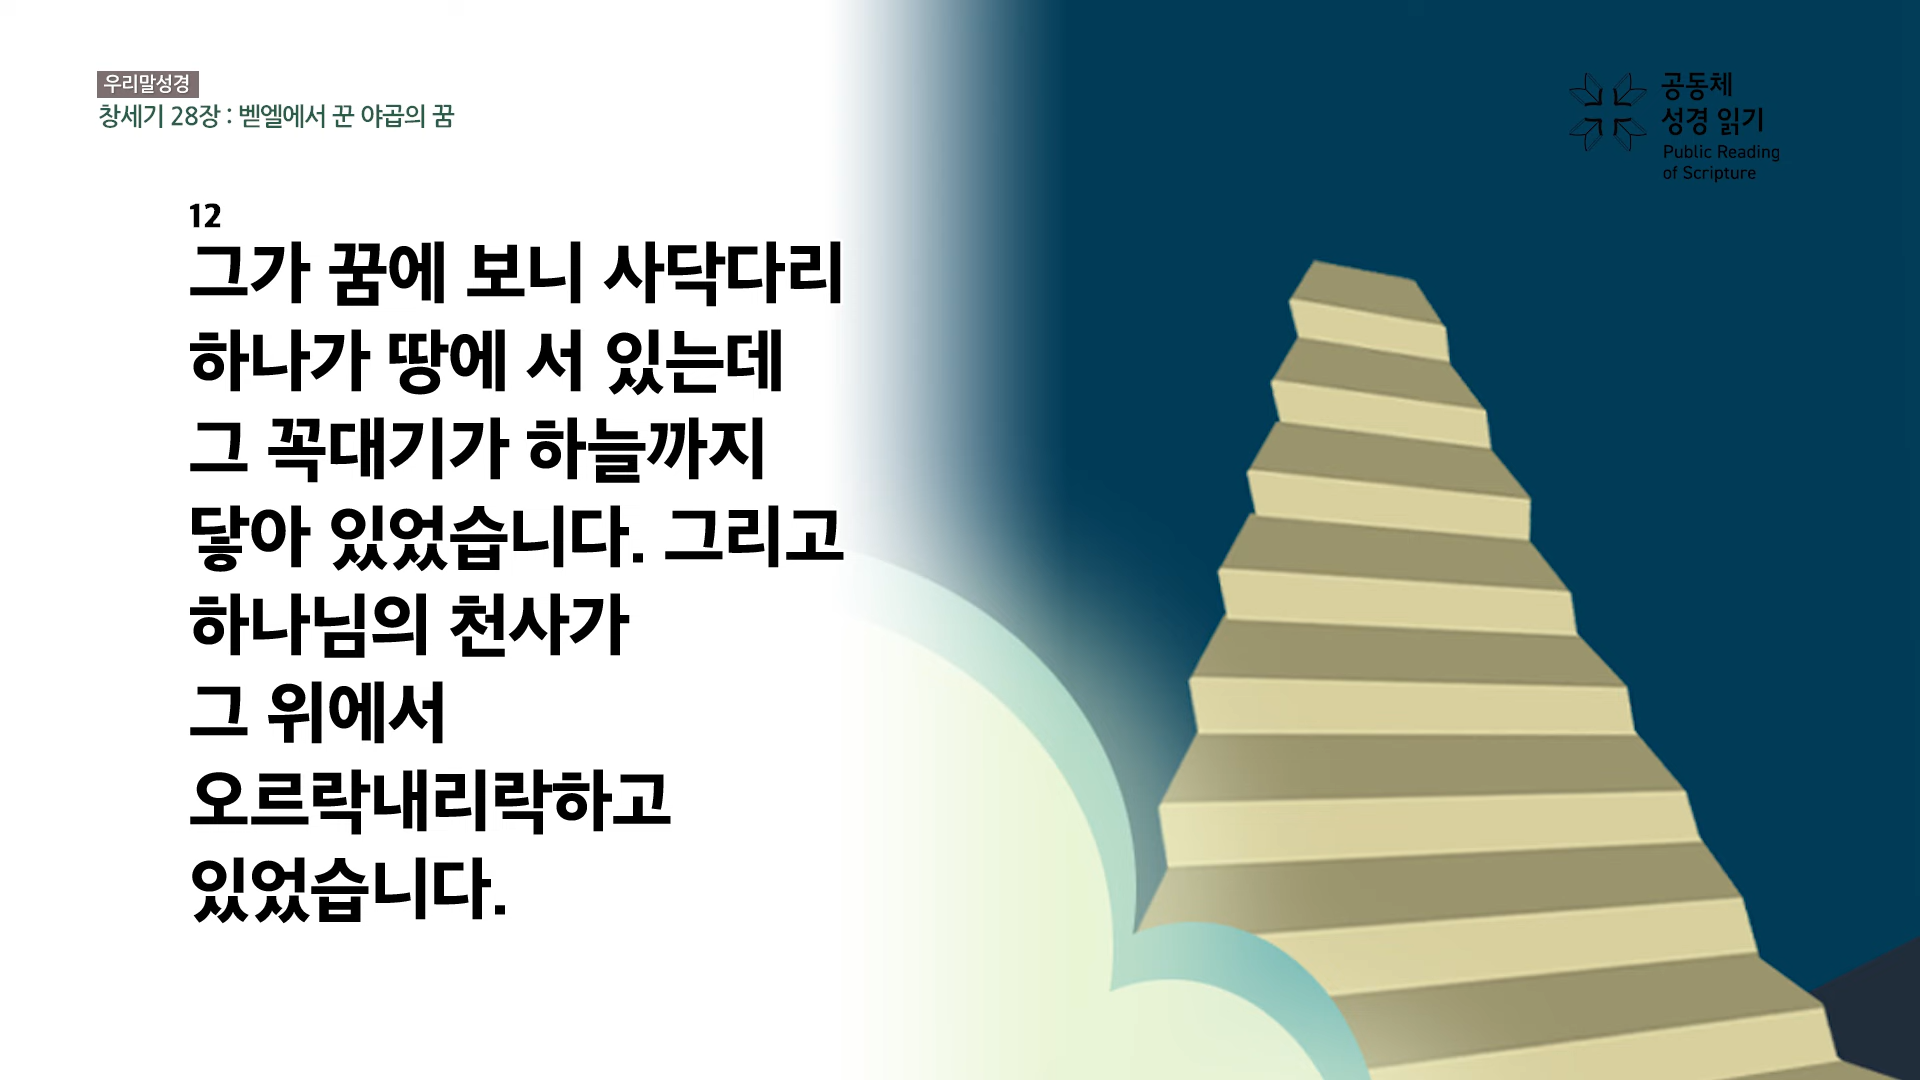 우리말성경
창세기 28장 : 벧엘에서 꾼 야곱의 꿈
공동체
성경 읽기
Public Reading
of Scripture
12
그가 꿈에 보니 사닥다리
하나가 땅에 서 있는데
그 꼭대기가 하늘까지
닿아 있었습니다. 그리고
하나님의 천사가
그 위에서
오르락내리락하고
있었습니다.